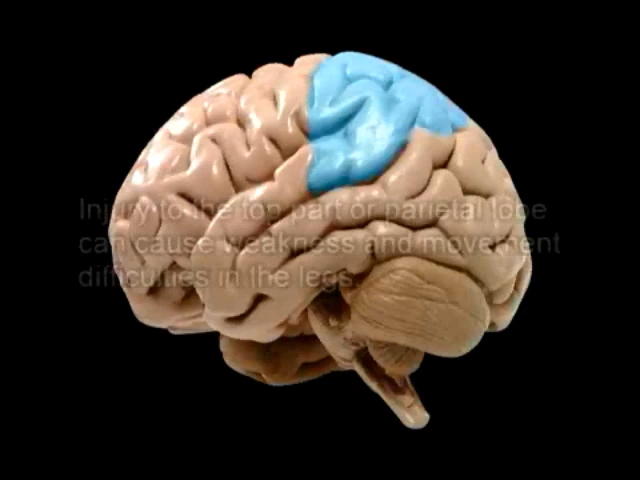 Injury to the top part or parietal lobe
can cause weakness and movement
difficulties in the legs.